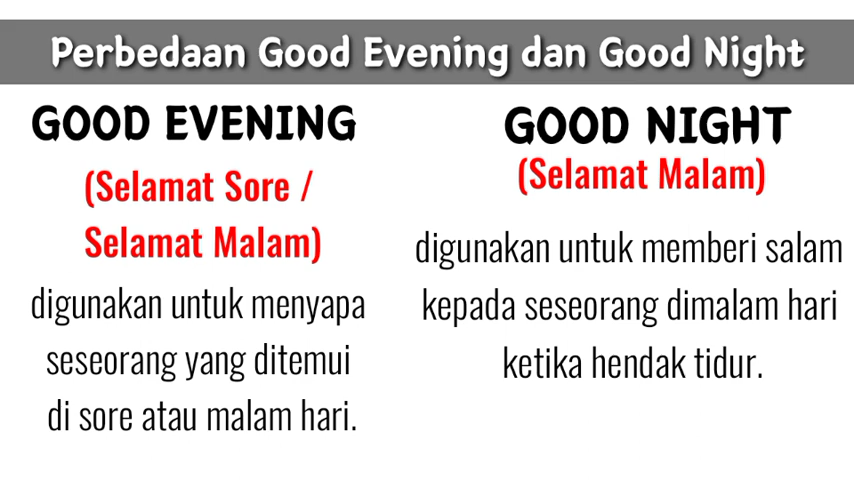 Perbedaan Good Evening dan Good Night
GOOD EVENING
(Selamat Sore /
Selamat Malam)
digunakan untuk menyapa
seseorang yang ditemui
di sore atau malam hari.
GOOD NIGHT
(Selamat Malam)
digunakan untuk memberi salam
kepada seseorang dimalam hari
ketika hendak tidur.